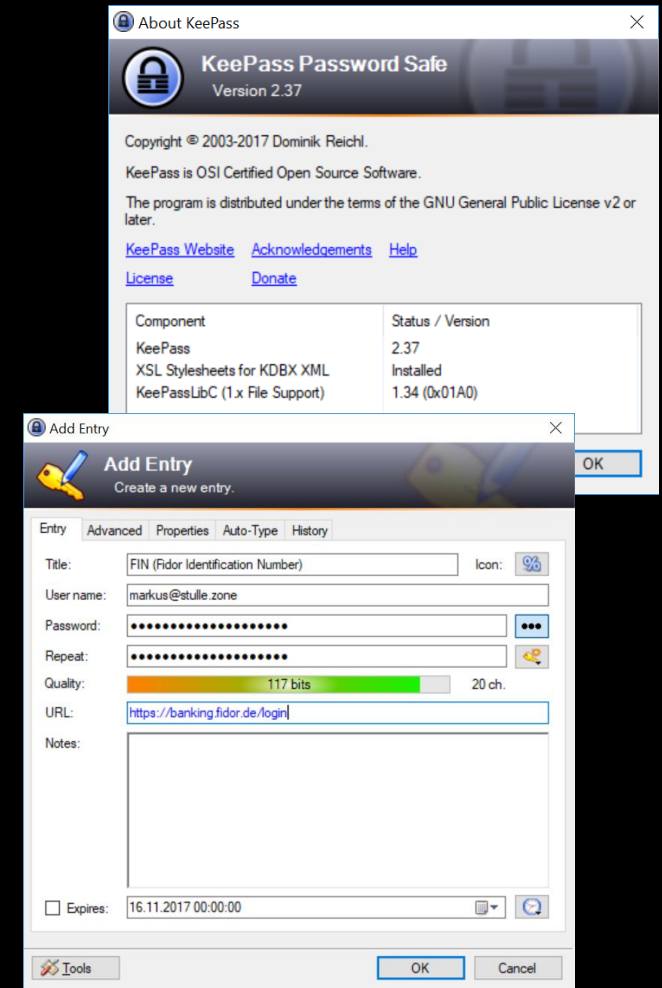 About KeePass
KeePass Password Safe
Version 2.37
Copyright © 2003-2017 Dominik Reichl.
KeePass is OSI Certified Open Source Software.
The program is distributed under the terms of the GNU General Public License v2 or
later.
KeePass Website Acknowledgements Help
License Donate
Component Status / Version
KeePass 2.37
XSL Stylesheets for KDBX XML Installed
KeePassLibC (1.x File Support) 1.34 (0x01A0)
OK
Add Entry
Add Entry
Create a new entry.
Entry Advanced Properties Auto-Type History
Title: FIN (Fidor Identification Number) Icon:
User name: markus@stulle.zone
Password: ●●●●●●●●●●●●●●●●●●●●
Repeat: ●●●●●●●●●●●●●●●●●●●●
Quality: 117 bits 20 ch.
URL: https://banking.fidor.de/login
Notes:
Expires: 16.11.2017 00:00:00
Tools OK Cancel